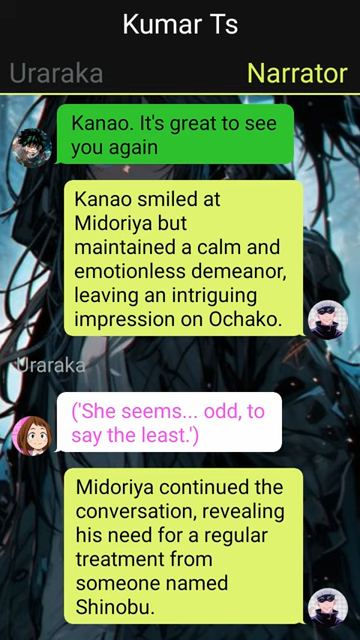 Kumar Ts
Uraraka
Narrator
Kanao. It's great to see
you again
Kanao smiled at
Midoriya but
maintained a calm and
emotionless demeanor,
leaving an intriguing
impression on Ochako.
Uraraka
('She seems... odd, to
say the least.')
Midoriya continued the
conversation, revealing
his need for a regular
treatment from
someone named
Shinobu.